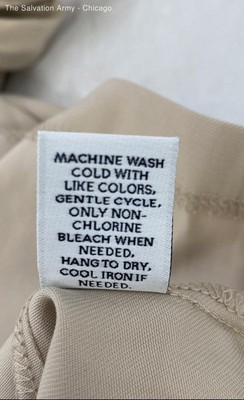 The Salvation Army - Chicago
MACHINE WASH
COLD WITH
LIKE COLORS,
GENTLE CYCLE,
ONLY NON-
CHLORINE
BLEACH WHEN
NEEDED,
HANG TO DRY,
COOL IRON IF
NEEDED.